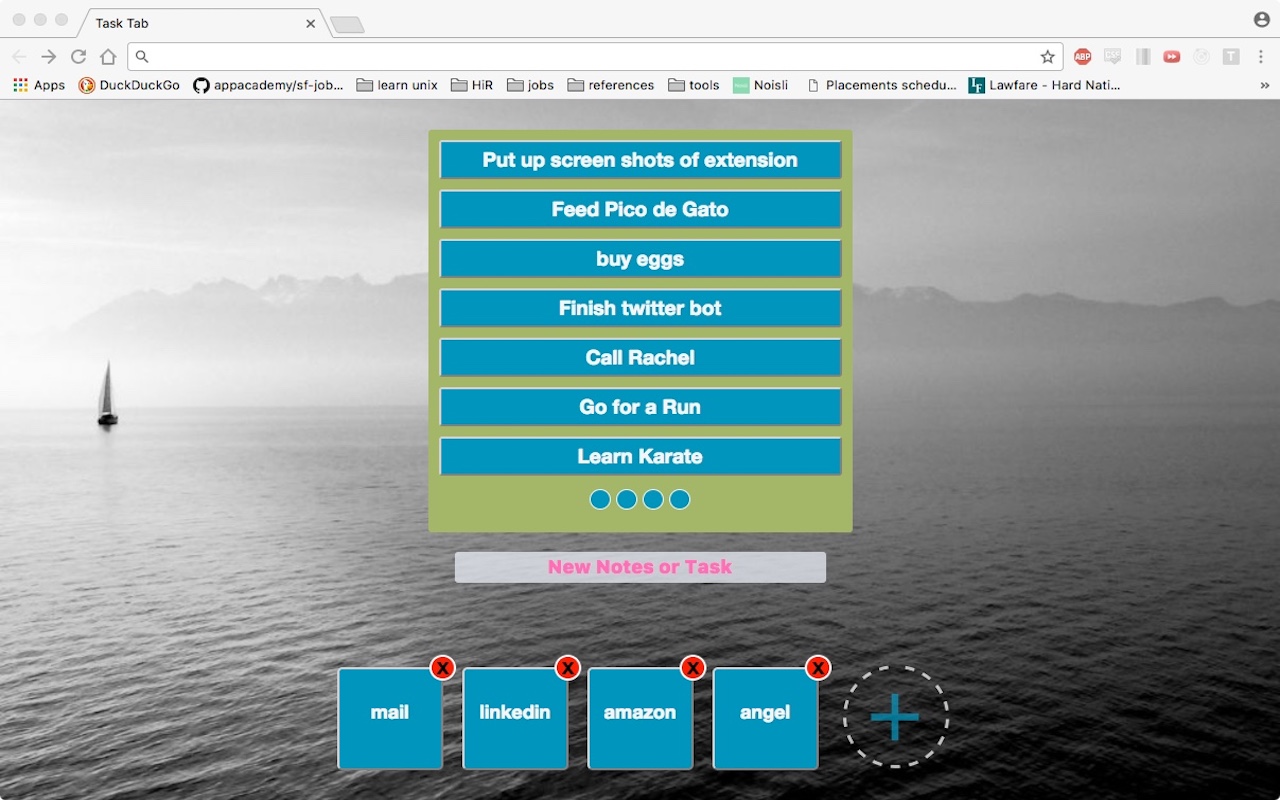 Task Tab
Apps DuckDuckGo appacademy/sf-job... learn unix HiR jobs references tools Noisli Placements schedu... Lawfare - Hard Nati... »
ABP
T
Put up screen shots of extension
Feed Pico de Gato
buy eggs
Finish twitter bot
Call Rachel
Go for a Run
Learn Karate
New Notes or Task
X X X X
mail linkedin amazon angel